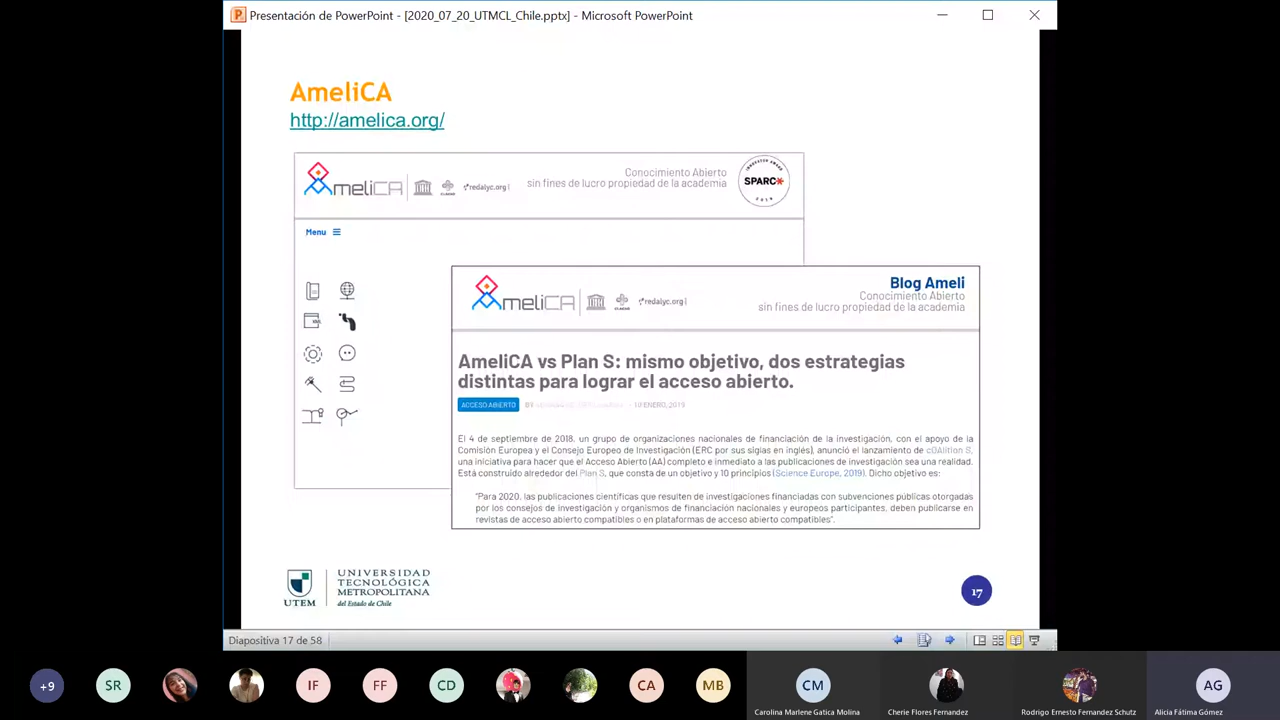 Presentación de PowerPoint - [2020_07_20_UTMCL_Chile.pptx] - Microsoft PowerPoint
AmeliCA
http://amelica.org/
AmeliCA
redalyc.org
Conocimiento Abierto
sin fines de lucro propiedad de la academia
SPARC
Menu
XML
AmeliCA
redalyc.org
Blog Ameli
Conocimiento Abierto
sin fines de lucro propiedad de la academia
AmeliCA vs Plan S: mismo objetivo, dos estrategias
distintas para lograr el acceso abierto.
ACCESO ABIERTO BY
10 ENERO, 2019
El 4 de septiembre de 2018, un grupo de organizaciones nacionales de financiación de la investigación, con el apoyo de la
Comisión Europea y el Consejo Europeo de Investigación (ERC por sus siglas en inglés), anunció el lanzamiento de cOAlition S,
una iniciativa para hacer que el Acceso Abierto (AA) completo e inmediato a las publicaciones de investigación sea una realidad.
Está construido alrededor del Plan S, que consta de un objetivo y 10 principios (Science Europe, 2019). Dicho objetivo es:
“Para 2020, las publicaciones científicas que resulten de investigaciones financiadas con subvenciones públicas otorgadas
por los consejos de investigación y organismos de financiación nacionales y europeos participantes, deben publicarse en
revistas de acceso abierto compatibles o en plataformas de acceso abierto compatibles”.
UTEM
UNIVERSIDAD
TECNOLÓGICA
METROPOLITANA
del Estado de Chile
17
Diapositiva 17 de 58
+9
SR
IF
FF
CD
CA
MB
CM
AG
Carolina Marlene Gatica Molina
Cherie Flores Fernandez
Rodrigo Ernesto Fernandez Schutz
Alicia Fátima Gómez